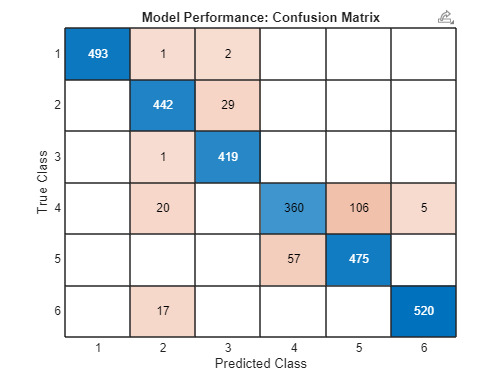 Model Performance: Confusion Matrix
1 493 1 2
2 442 29
3 1 419
4 20 360 106 5
5 57 475
6 17 520
1 2 3 4 5 6
Predicted Class
True Class